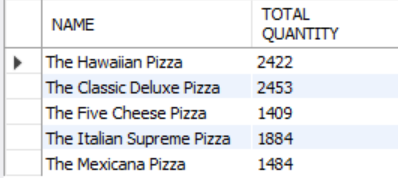 NAME TOTAL QUANTITY
The Hawaiian Pizza 2422
The Classic Deluxe Pizza 2453
The Five Cheese Pizza 1409
The Italian Supreme Pizza 1884
The Mexicana Pizza 1484